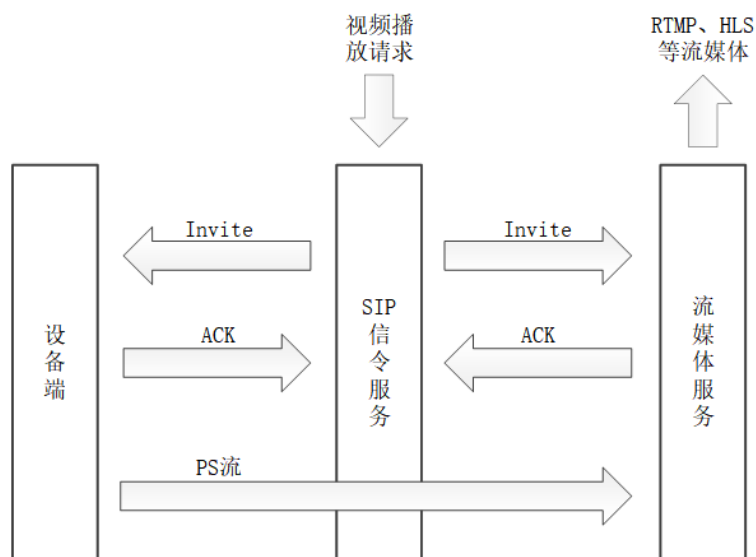 视频播
放请求
RTMP、HLS
等流媒体
Invite
Invite
设备端
SIP
信令服务
流媒体服务
ACK
ACK
PS流